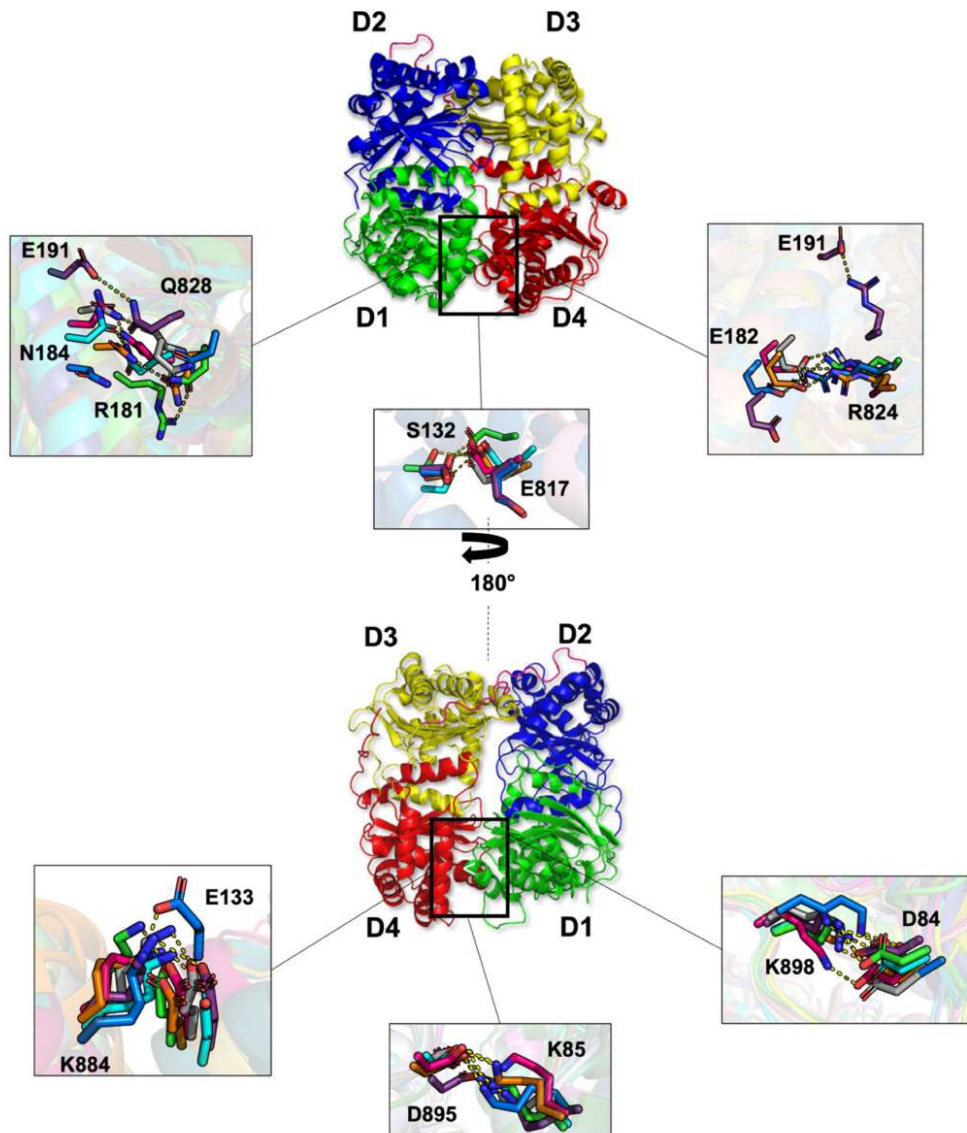 D2 D3
D1 D4
E191
Q828
N184
R181
E191
E182
R824
S132
E817
180°
D3 D2
D4 D1
E133
K884
D84
K898
K85
D895